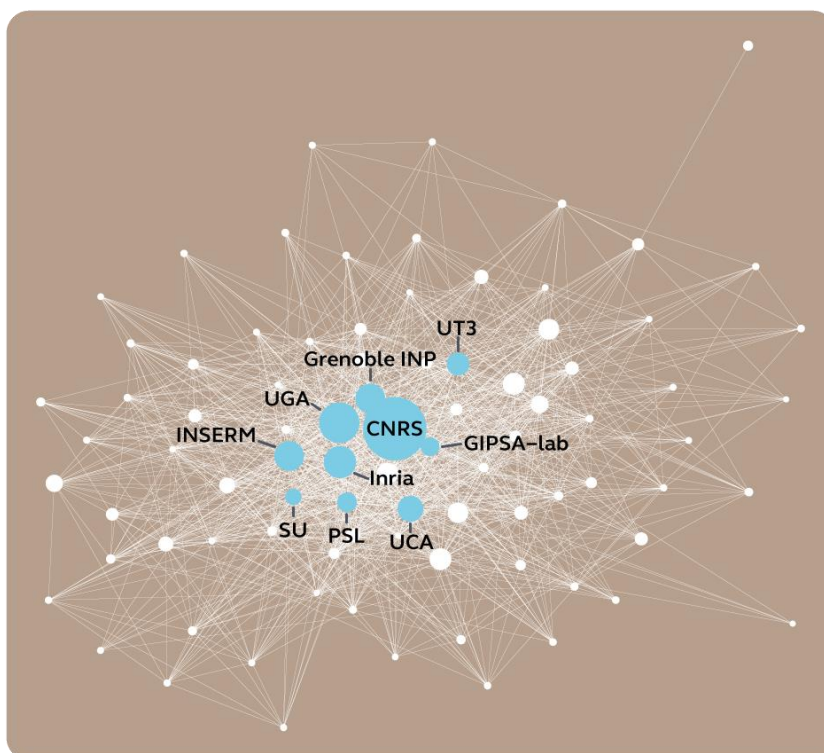 UT3
Grenoble INP
UGA
CNRS
INSERM
GIPSA-lab
Inria
SU
PSL
UCA